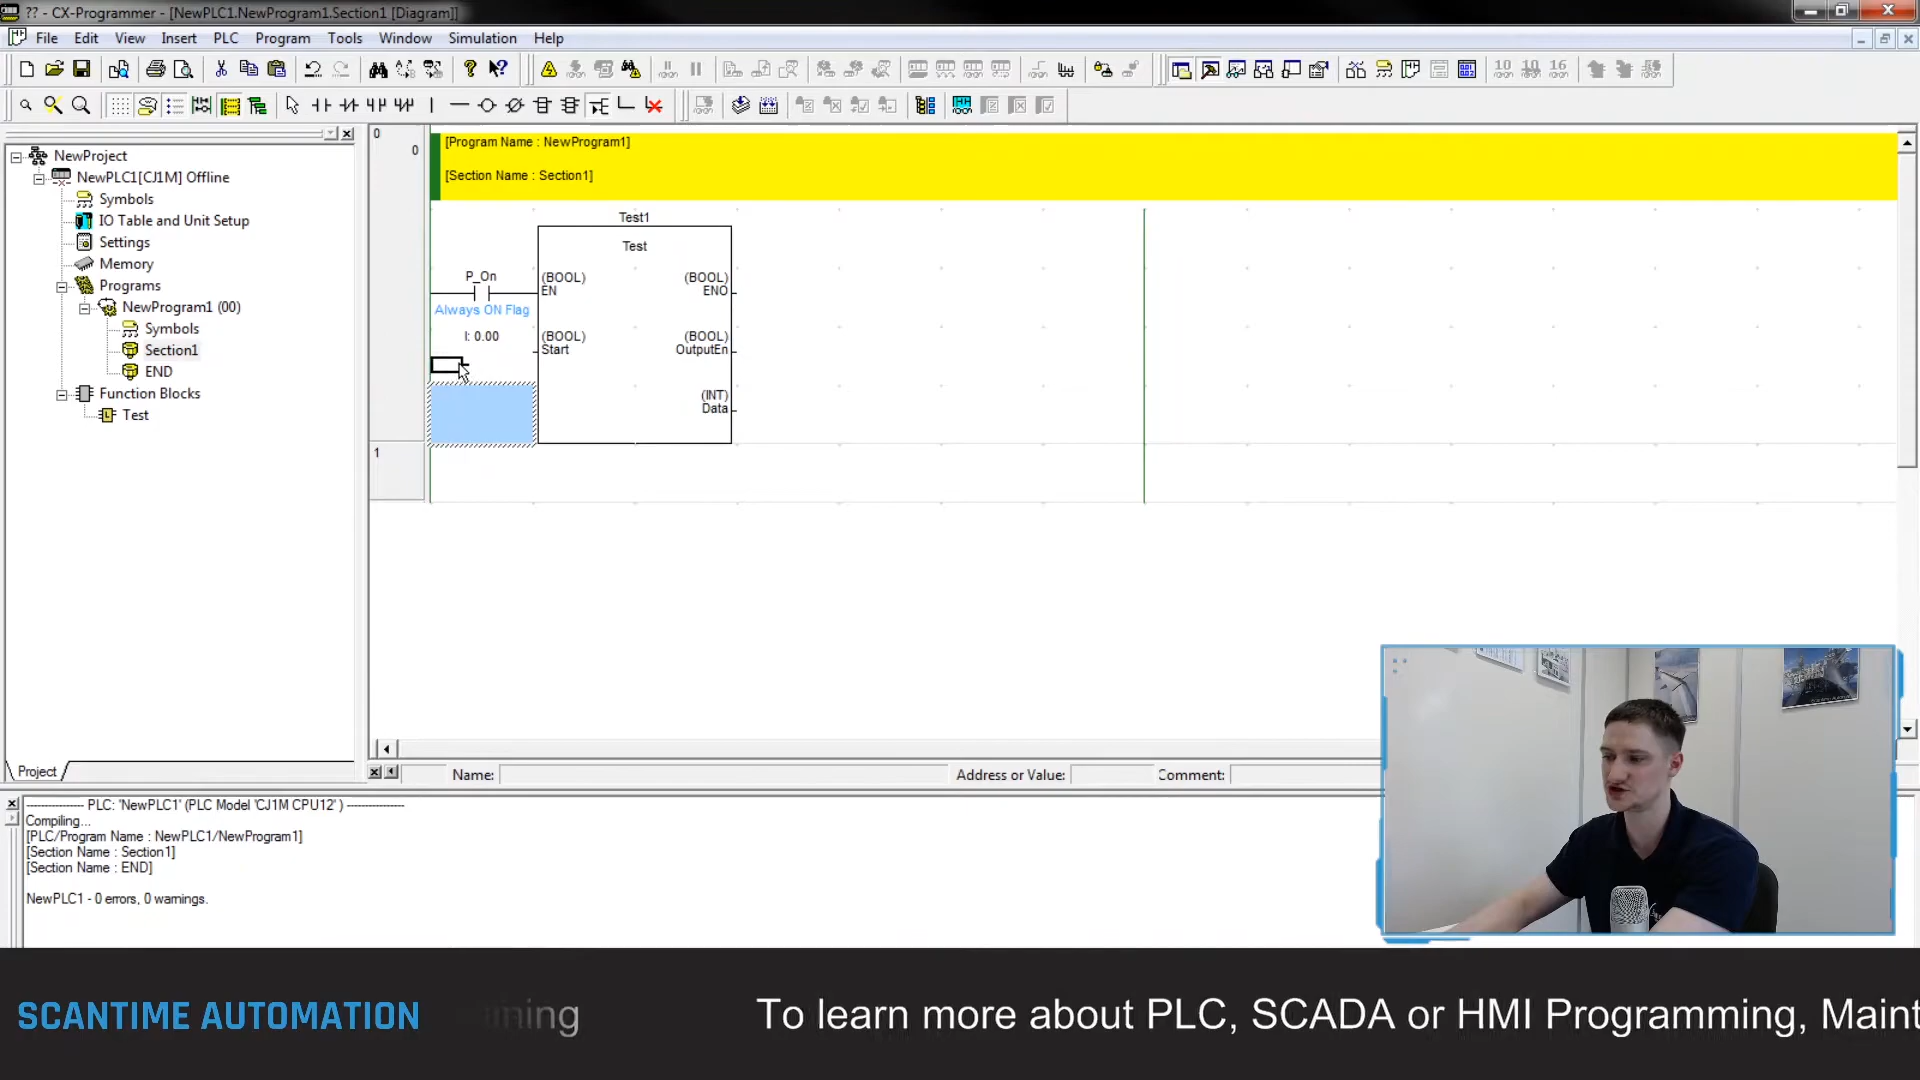 ?? - CX-Programmer - [NewPLC1.NewProgram1.Section1 [Diagram]]
File Edit View Insert PLC Program Tools Window Simulation Help
10 10 16
NewProject
NewPLC1[CJ1M] Offline
Symbols
IO Table and Unit Setup
Settings
Memory
Programs
NewProgram1 (00)
Symbols
Section1
END
Function Blocks
Test
Project
0
0
[Program Name : NewProgram1]
[Section Name : Section1]
Test1
Test
P_On
(BOOL)
EN
(BOOL)
ENO
Always ON Flag
I: 0.00
(BOOL)
Start
(BOOL)
OutputEn
(INT)
Data
1
Name: Address or Value: Comment:
---------------- PLC: 'NewPLC1' (PLC Model 'CJ1M CPU12' ) ----------------
Compiling...
[PLC/Program Name : NewPLC1/NewProgram1]
[Section Name : Section1]
[Section Name : END]
NewPLC1 - 0 errors, 0 warnings.
SCANTIME AUTOMATION
To learn more about PLC, SCADA or HMI Programming, Maint